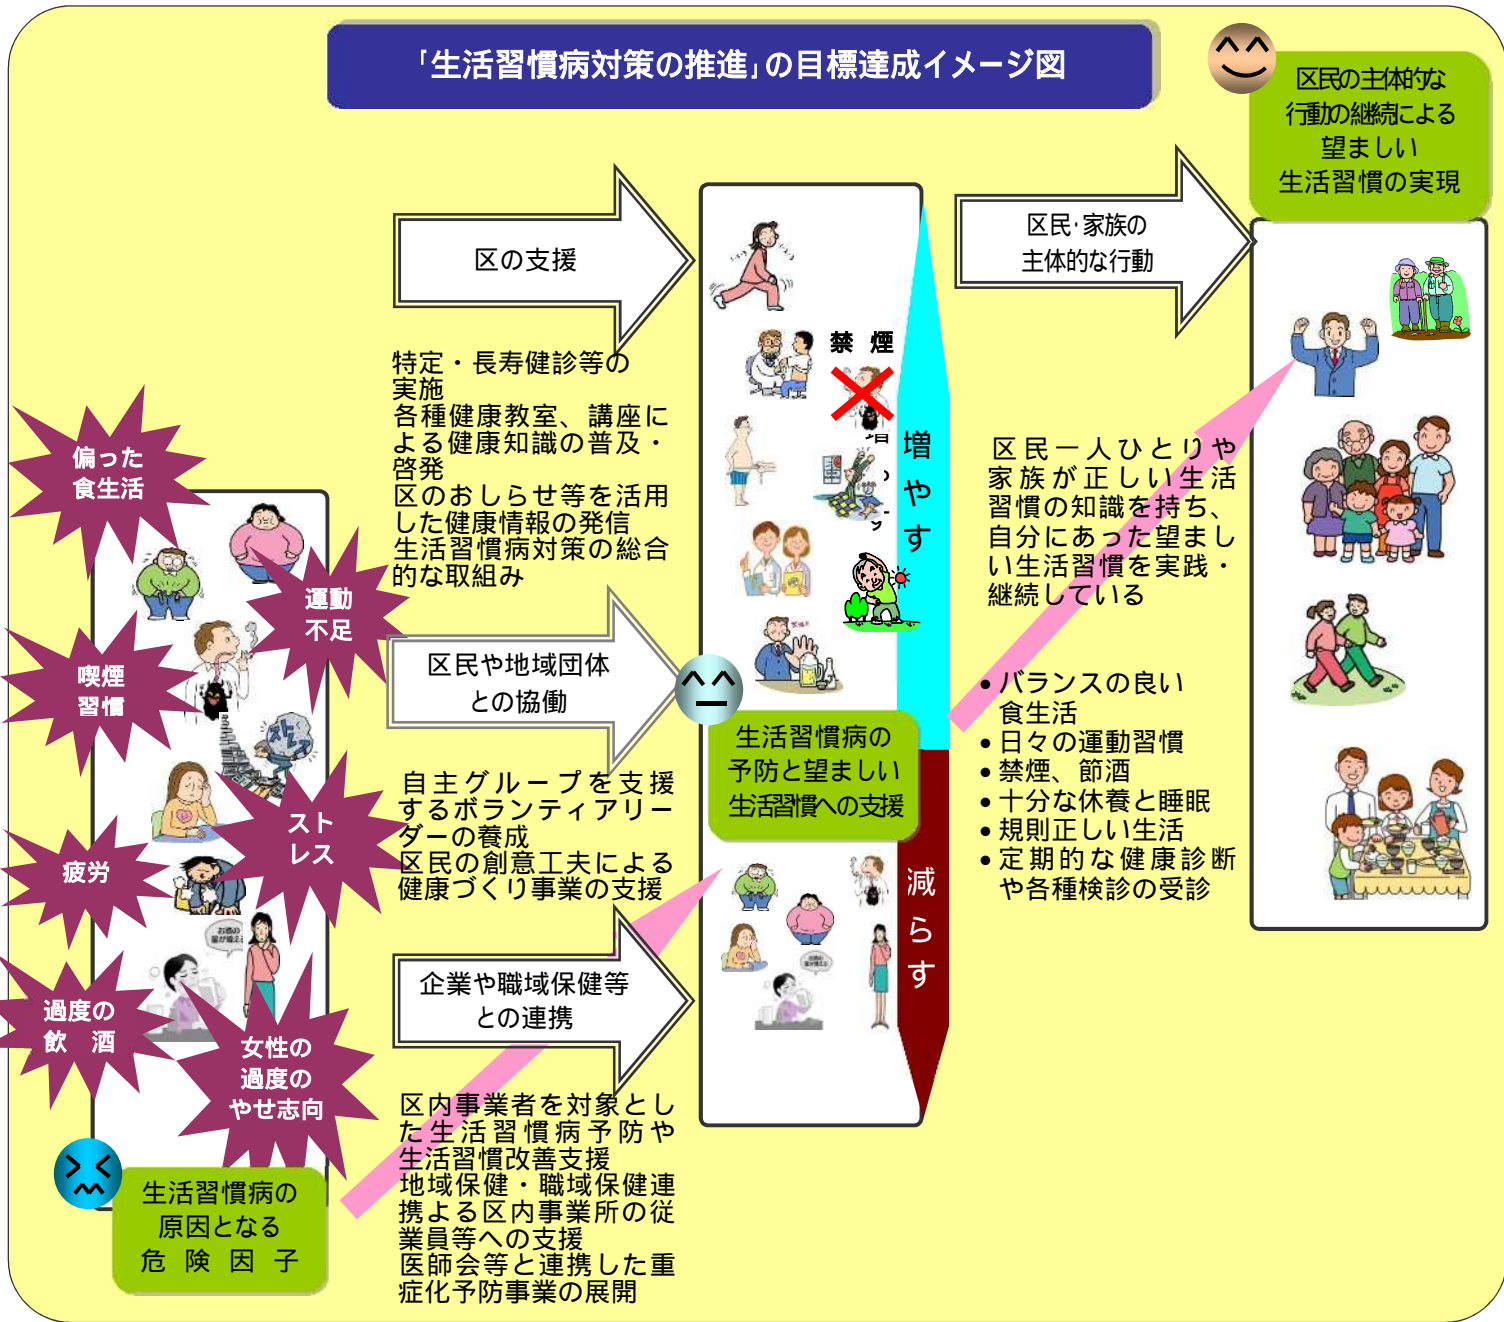 「生活習慣病対策の推進」の目標達成イメージ図
区民の主体的な
行動の継続による
望ましい
生活習慣の実現
区の支援
特定・長寿健診等の
実施
各種健康教室、講座に
よる健康知識の普及・
啓発
区のおしらせ等を活用
した健康情報の発信
生活習慣病対策の総合
的な取組み
区民や地域団体
との協働
自主グループを支援
するボランティアリー
ダーの養成
区民の創意工夫による
健康づくり事業の支援
企業や職域保健等
との連携
区内事業者を対象とし
た生活習慣病予防や
生活習慣改善支援
地域保健・職域保健連
携よる区内事業所の従
業員等への支援
医師会等と連携した重
症化予防事業の展開
偏った
食生活
運動
不足
喫煙
習慣
ストレス
スト
レス
疲労
お酒の
量が増える
過度の
飲 酒
女性の
過度の
やせ志向
生活習慣病の
原因となる
危 険 因 子
禁 煙
増やす
生活習慣病の
予防と望ましい
生活習慣への支援
減らす
区民・家族の
主体的な行動
区民一人ひとりや
家族が正しい生活
習慣の知識を持ち、
自分にあった望まし
い生活習慣を実践・
継続している
•バランスの良い
食生活
•日々の運動習慣
•禁煙、節酒
•十分な休養と睡眠
•規則正しい生活
•定期的な健康診断
や各種検診の受診